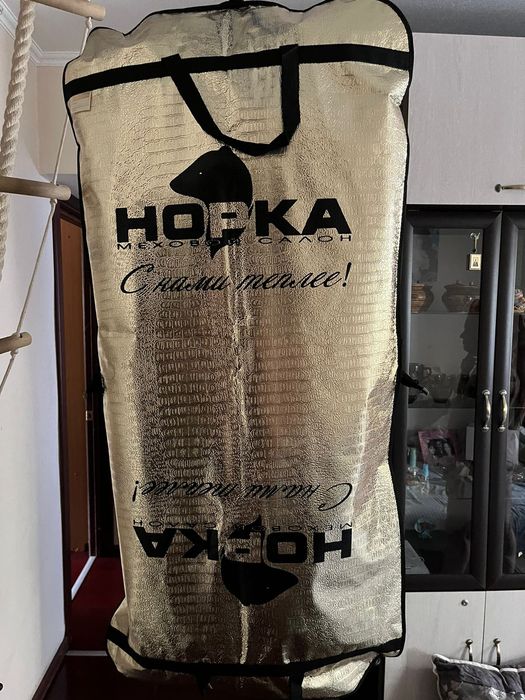 НОРКА
МЕХОВОЙ САЛОН
С нами теплее!
С нами теплее!
МЕХОВОЙ САЛОН
НОРКА